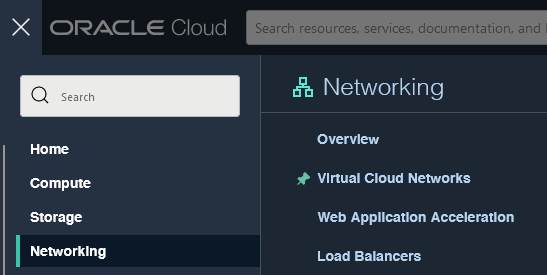 ORACLE Cloud
Search resources, services, documentation, and
Search
Home
Compute
Storage
Networking
Networking
Overview
Virtual Cloud Networks
Web Application Acceleration
Load Balancers